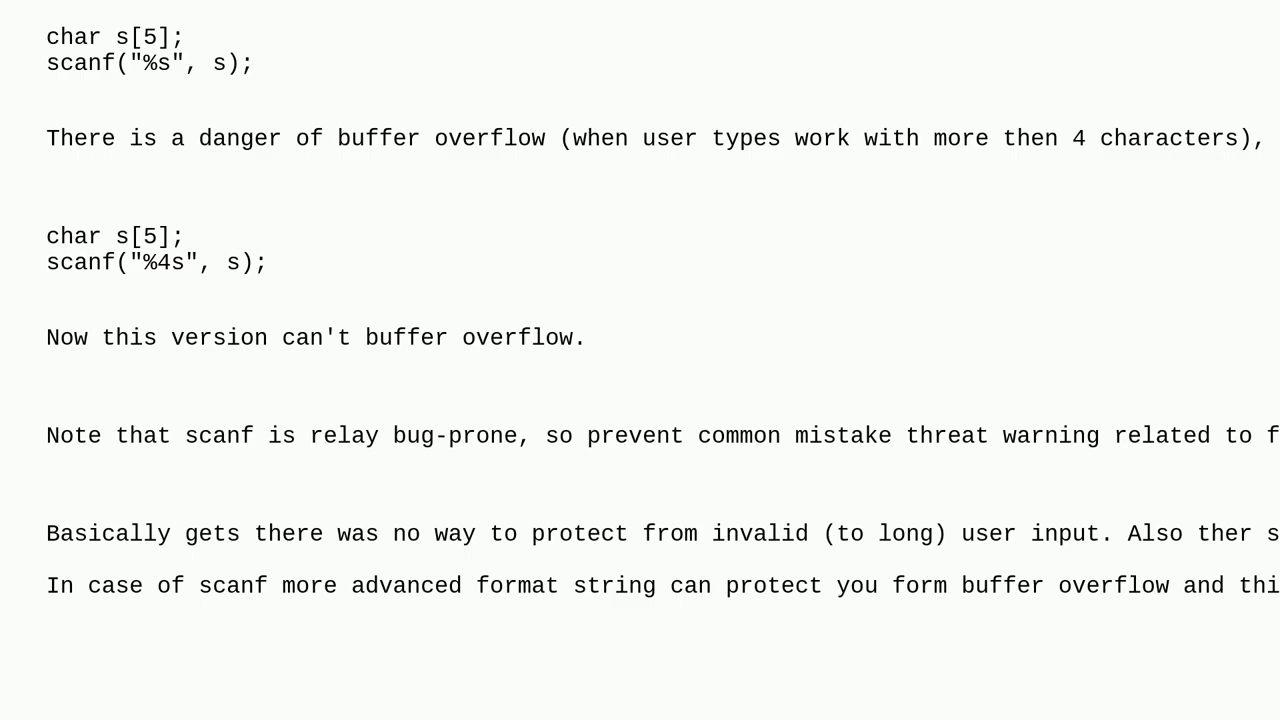 char s[5];
scanf("%s", s);
There is a danger of buffer overflow (when user types work with more then 4 characters),
char s[5];
scanf("%4s", s);
Now this version can't buffer overflow.
Note that scanf is relay bug-prone, so prevent common mistake threat warning related to f
Basically gets there was no way to protect from invalid (to long) user input. Also ther s
In case of scanf more advanced format string can protect you form buffer overflow and thi